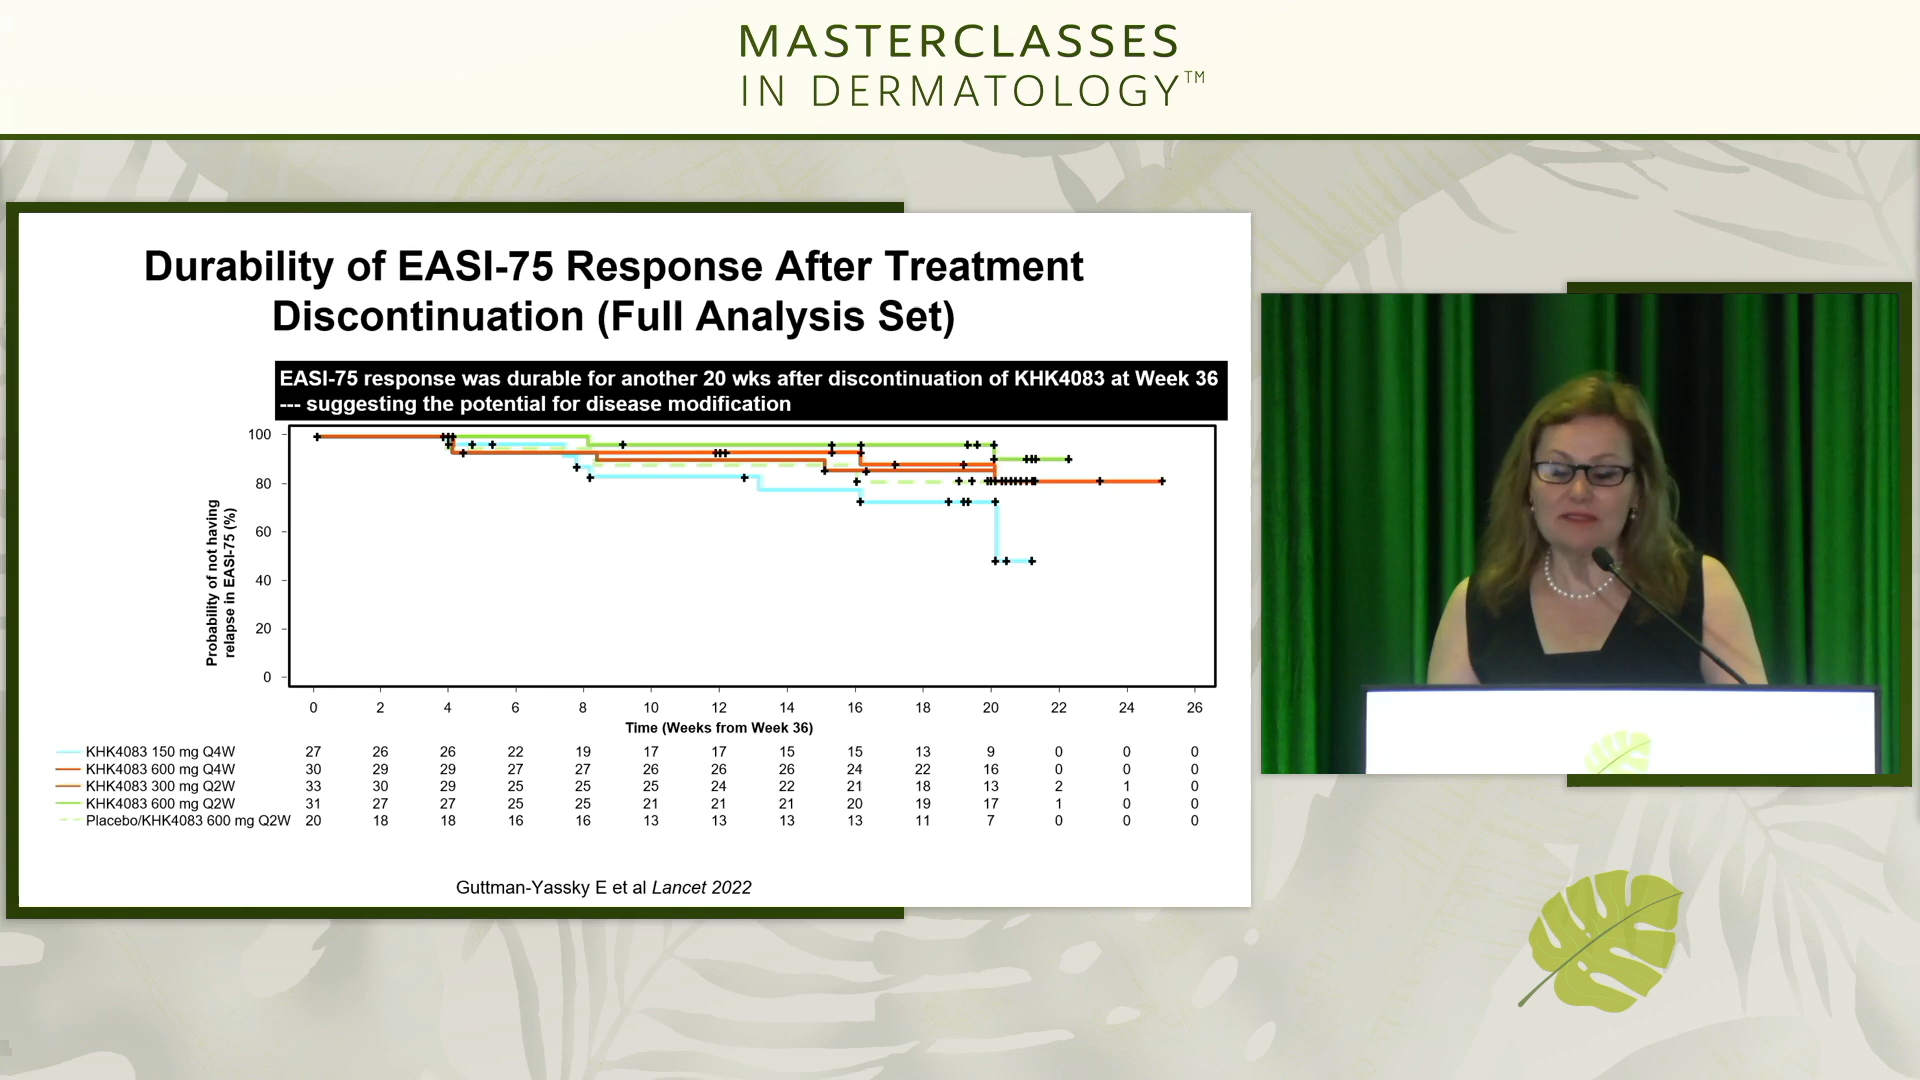 MASTERCLASSES
IN DERMATOLOGY™
Durability of EASI-75 Response After Treatment
Discontinuation (Full Analysis Set)
EASI-75 response was durable for another 20 wks after discontinuation of KHK4083 at Week 36
--- suggesting the potential for disease modification
Probability of not having
relapse in EASI-75 (%)
100
80
60
40
20
0
0 2 4 6 8 10 12 14 16 18 20 22 24 26
Time (Weeks from Week 36)
KHK4083 150 mg Q4W 27 26 26 22 19 17 17 15 15 13 9 0 0 0
KHK4083 600 mg Q4W 30 29 29 27 27 26 26 26 24 22 16 0 0 0
KHK4083 300 mg Q2W 33 30 29 25 25 25 24 22 21 18 13 2 1 0
KHK4083 600 mg Q2W 31 27 27 25 25 21 21 21 20 19 17 1 0 0
Placebo/KHK4083 600 mg Q2W 20 18 18 16 16 13 13 13 13 11 7 0 0 0
Guttman-Yassky E et al Lancet 2022